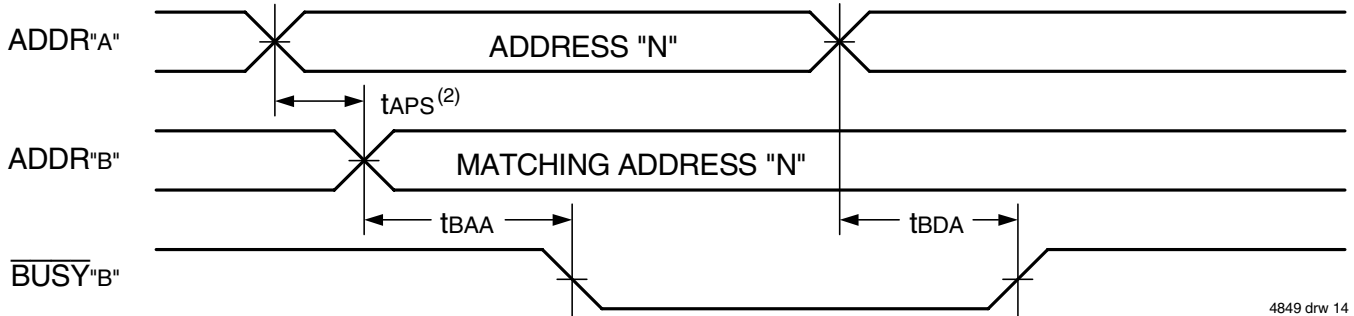 ADDR"A"
ADDRESS "N"
tAPS(2)
ADDR"B"
MATCHING ADDRESS "N"
tBAA
tBDA
BUSY"B"
4849 drw 14